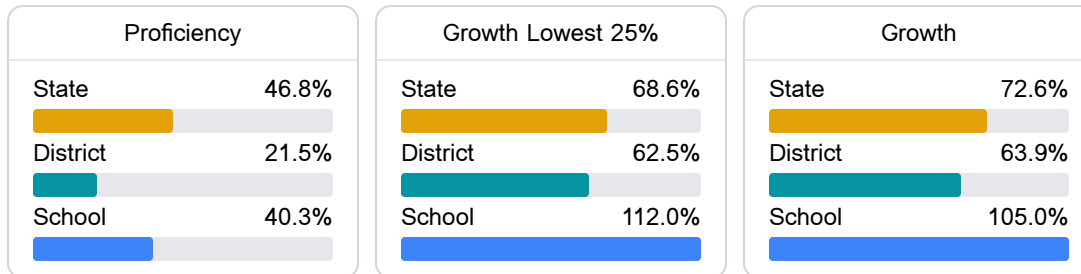 Proficiency
State 46.8%
District 21.5%
School 40.3%
Growth Lowest 25%
State 68.6%
District 62.5%
School 112.0%
Growth
State 72.6%
District 63.9%
School 105.0%